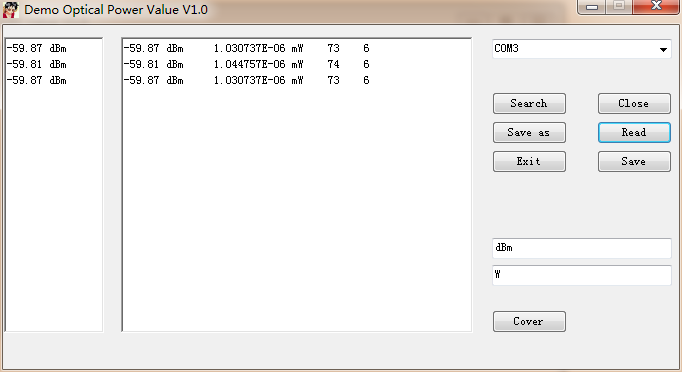 Demo Optical Power Value V1.0
-59.87 dBm
-59.81 dBm
-59.87 dBm
-59.87 dBm 1.030737E-06 mW 73 6
-59.81 dBm 1.044757E-06 mW 74 6
-59.87 dBm 1.030737E-06 mW 73 6
COM3
Search Close
Save as Read
Exit Save
dBm
W
Cover